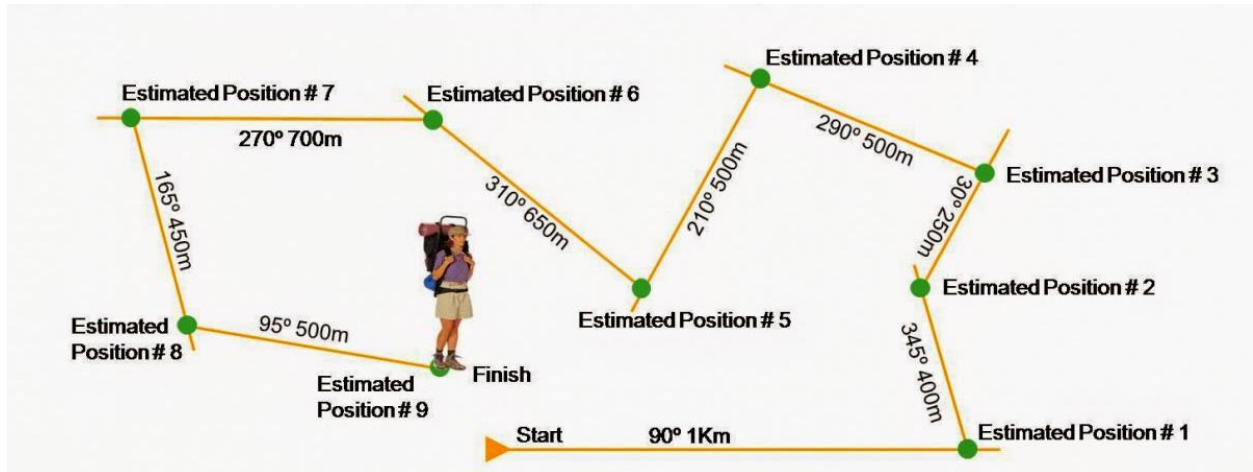 Estimated Position # 4
Estimated Position # 7
Estimated Position # 6
270º 700m
290º 500m
Estimated Position # 3
30º 250m
210º 500m
310º 650m
165º 450m
Estimated Position # 2
Estimated Position # 5
Estimated
Position # 8
95º 500m
345º 400m
Estimated
Position # 9
Finish
Start
90º 1Km
Estimated Position # 1